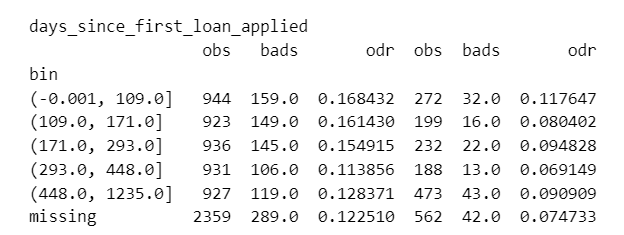 days_since_first_loan_applied
obs bads odr obs bads odr
bin
(-0.001, 109.0] 944 159.0 0.168432 272 32.0 0.117647
(109.0, 171.0] 923 149.0 0.161430 199 16.0 0.080402
(171.0, 293.0] 936 145.0 0.154915 232 22.0 0.094828
(293.0, 448.0] 931 106.0 0.113856 188 13.0 0.069149
(448.0, 1235.0] 927 119.0 0.128371 473 43.0 0.090909
missing 2359 289.0 0.122510 562 42.0 0.074733